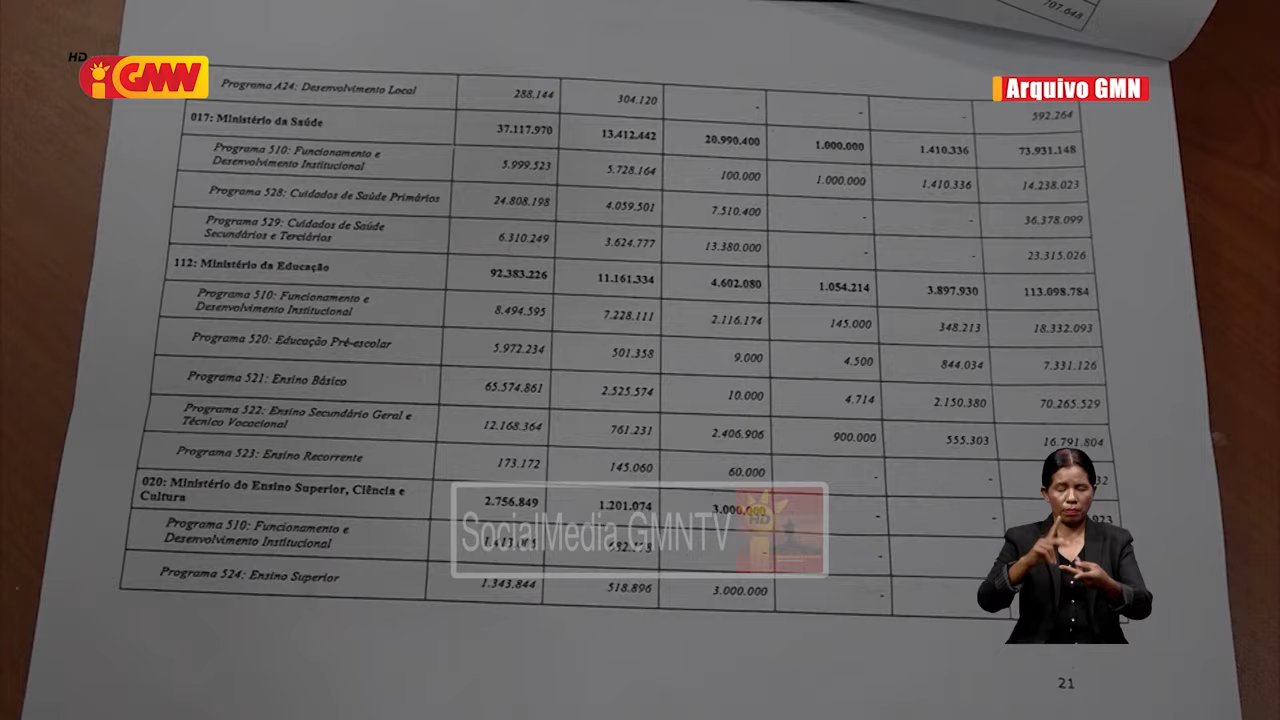 707.648
HD
GMN
Arquivo GMN
Programa A24: Desenvolvimento Local 288.144 304.120 - - - 592.264
017: Ministério da Saúde 37.117.970 13.412.442 20.990.400 1.000.000 1.410.336 73.931.148
Programa 510: Funcionamento e
Desenvolvimento Institucional 5.999.523 5.728.164 100.000 1.000.000 1.410.336 14.238.023
Programa 528: Cuidados de Saúde Primários 24.808.198 4.059.501 7.510.400 - - 36.378.099
Programa 529: Cuidados de Saúde
Secundários e Terciários 6.310.249 3.624.777 13.380.000 - - 23.315.026
112: Ministério da Educação 92.383.226 11.161.334 4.602.080 1.054.214 3.897.930 113.098.784
Programa 510: Funcionamento e
Desenvolvimento Institucional 8.494.595 7.228.111 2.116.174 145.000 348.213 18.332.093
Programa 520: Educação Pré-escolar 5.972.234 501.358 9.000 4.500 844.034 7.331.126
Programa 521: Ensino Básico 65.574.861 2.525.574 10.000 4.714 2.150.380 70.265.529
Programa 522: Ensino Secundário Geral e
Técnico Vocacional 12.168.364 761.231 2.406.906 900.000 555.303 16.791.804
Programa 523: Ensino Recorrente 173.172 145.060 60.000 - -
020: Ministério do Ensino Superior, Ciência e
Cultura 2.756.849 1.201.074 3.000.000 - -
Programa 510: Funcionamento e
Desenvolvimento Institucional - -
SocialMedia GMNTV HD
Programa 524: Ensino Superior 1.343.844 518.896 3.000.000 -
21